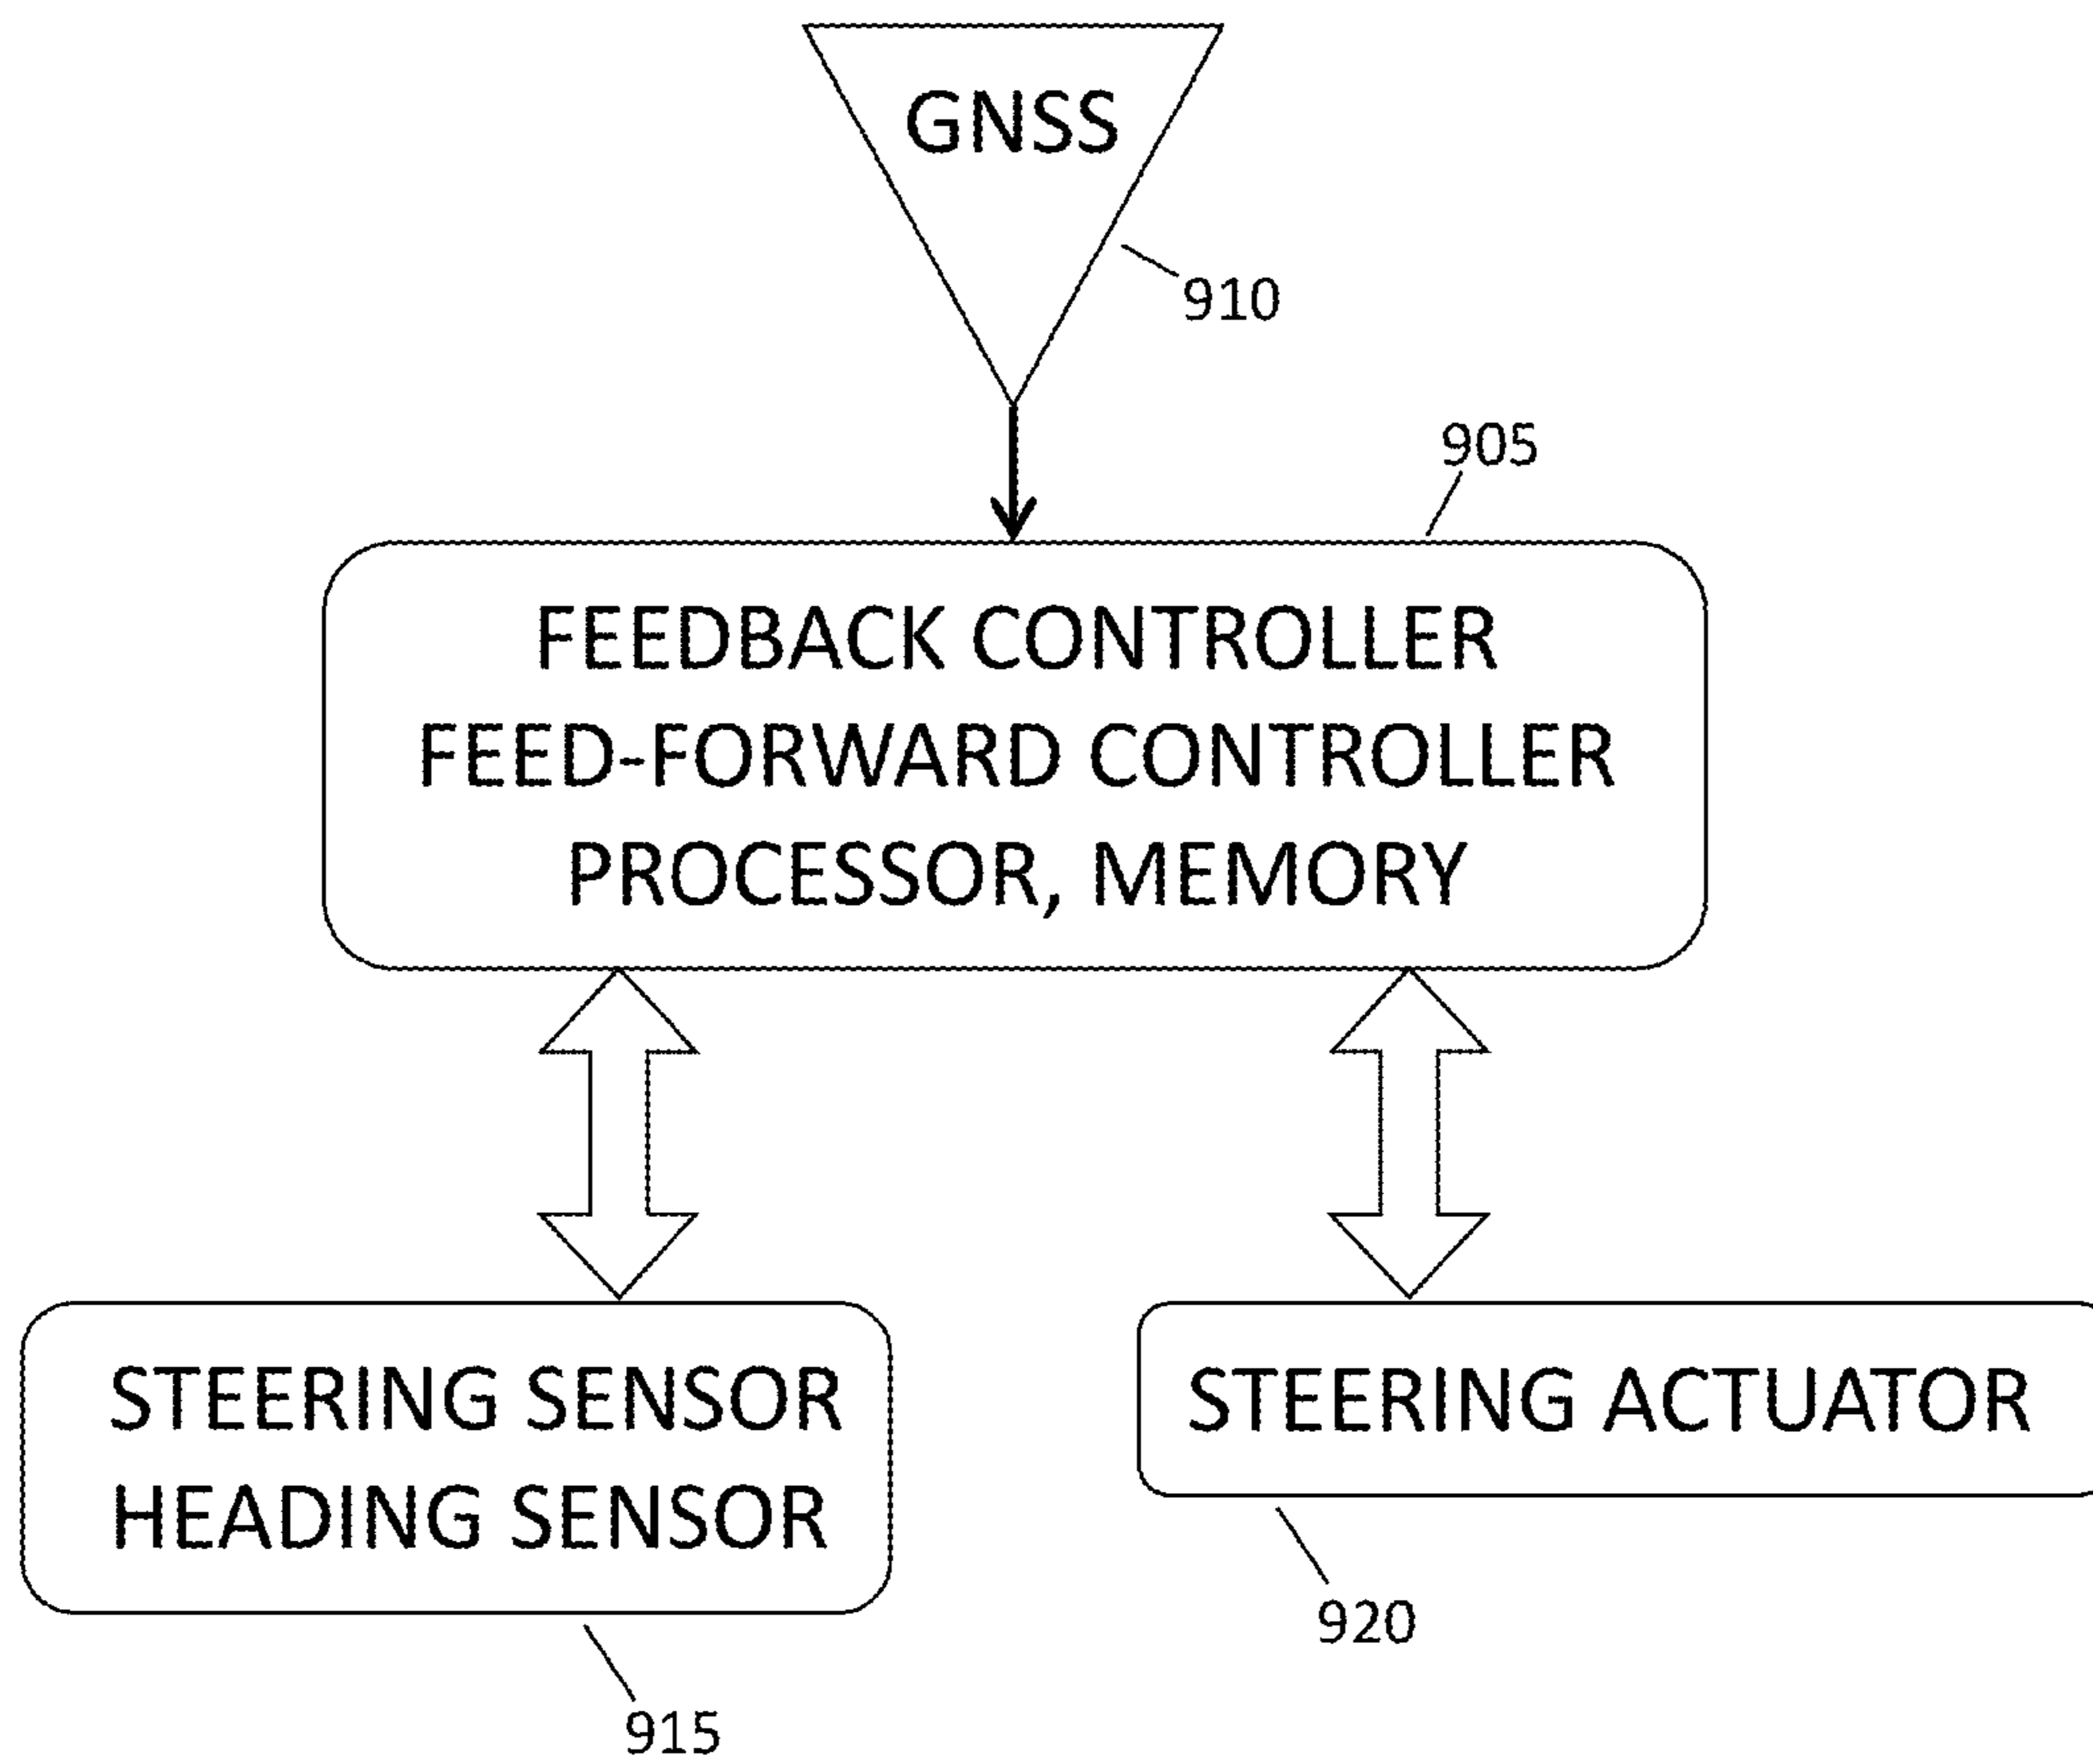 GNSS
910
905
FEEDBACK CONTROLLER
FEED-FORWARD CONTROLLER
PROCESSOR, MEMORY
STEERING SENSOR
HEADING SENSOR
915
STEERING ACTUATOR
920